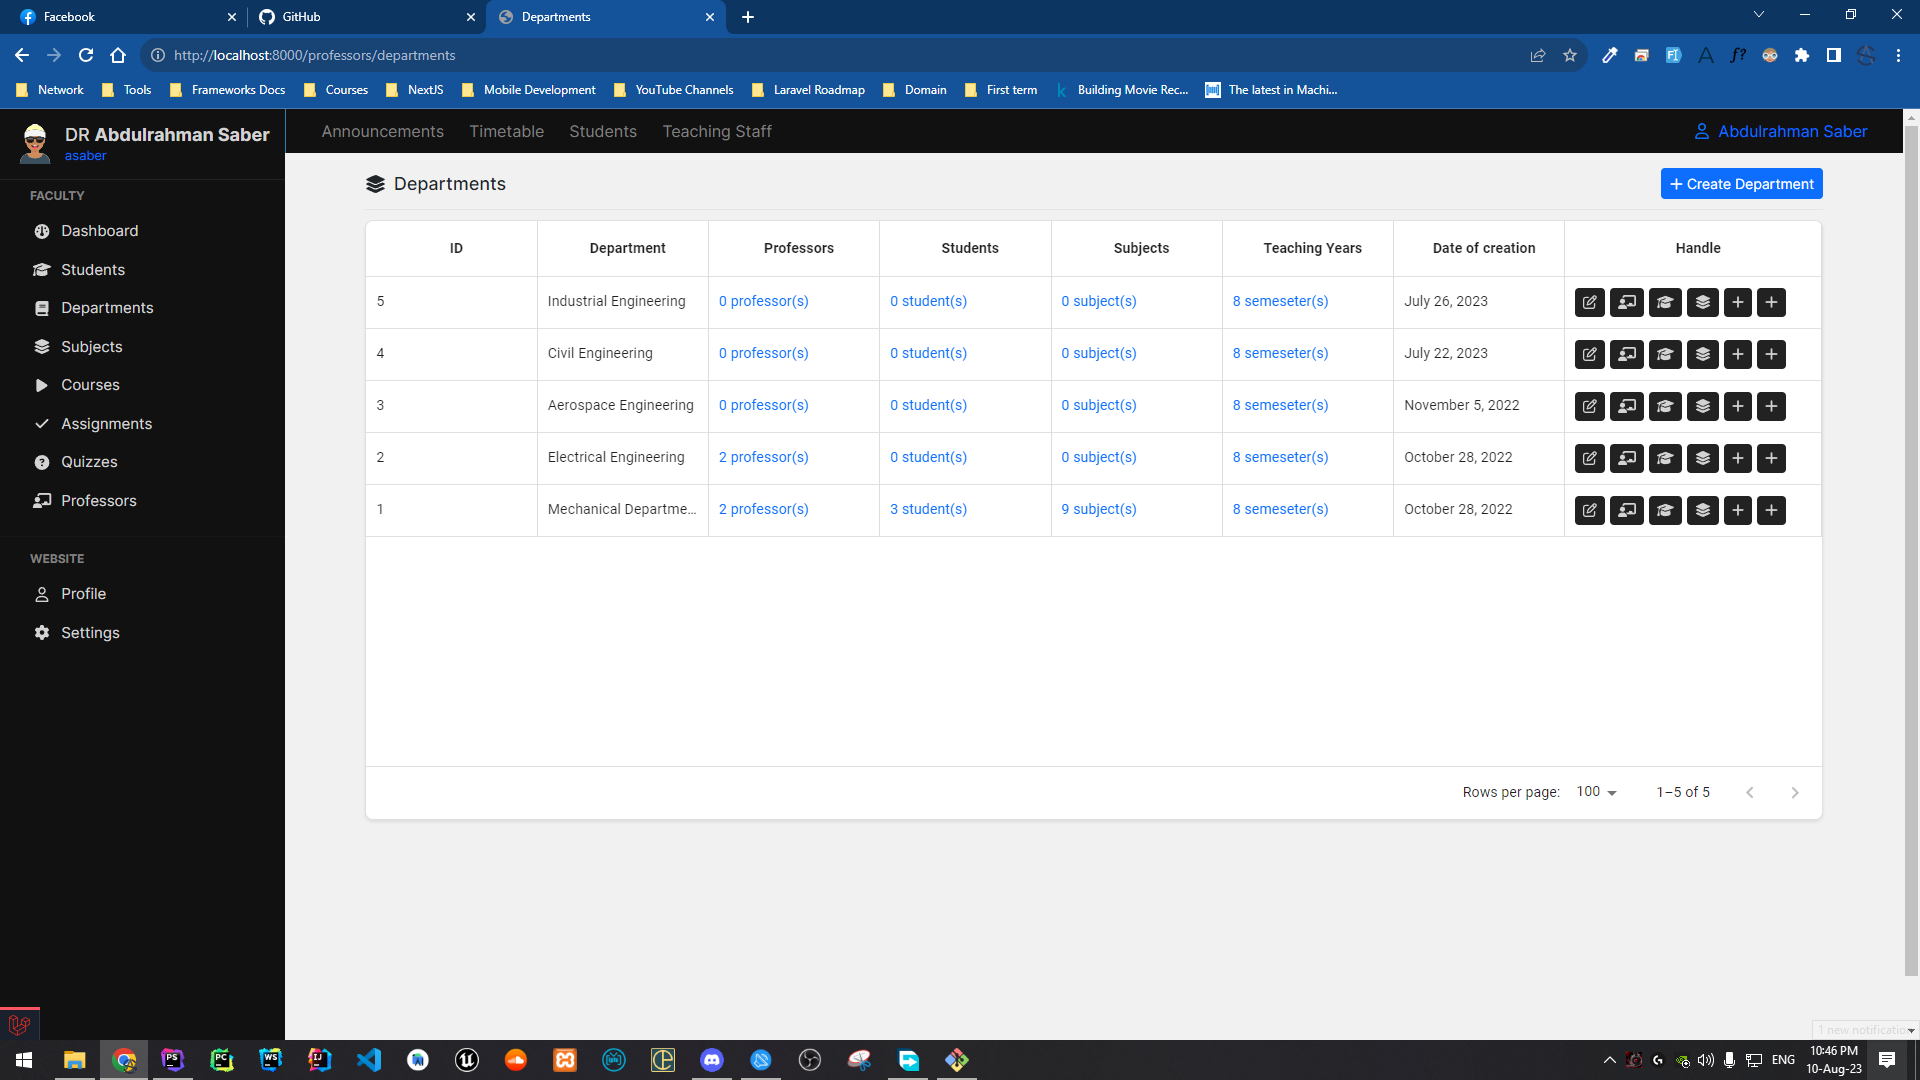 Facebook
GitHub
Departments
http://localhost:8000/professors/departments
Network
Tools
Frameworks Docs
Courses
NextJS
Mobile Development
YouTube Channels
Laravel Roadmap
Domain
First term
Building Movie Rec...
The latest in Machi...
DR Abdulrahman Saber
asaber
Announcements
Timetable
Students
Teaching Staff
Abdulrahman Saber
FACULTY
Dashboard
Students
Departments
Subjects
Courses
Assignments
Quizzes
Professors
WEBSITE
Profile
Settings
Departments
Create Department
ID Department Professors Students Subjects Teaching Years Date of creation Handle
5 Industrial Engineering 0 professor(s) 0 student(s) 0 subject(s) 8 semeseter(s) July 26, 2023
4 Civil Engineering 0 professor(s) 0 student(s) 0 subject(s) 8 semeseter(s) July 22, 2023
3 Aerospace Engineering 0 professor(s) 0 student(s) 0 subject(s) 8 semeseter(s) November 5, 2022
2 Electrical Engineering 2 professor(s) 0 student(s) 0 subject(s) 8 semeseter(s) October 28, 2022
1 Mechanical Departme... 2 professor(s) 3 student(s) 9 subject(s) 8 semeseter(s) October 28, 2022
Rows per page: 100 1–5 of 5
1 new notificatio
PS
PC
WS
IJ
ENG
10:46 PM
10-Aug-23